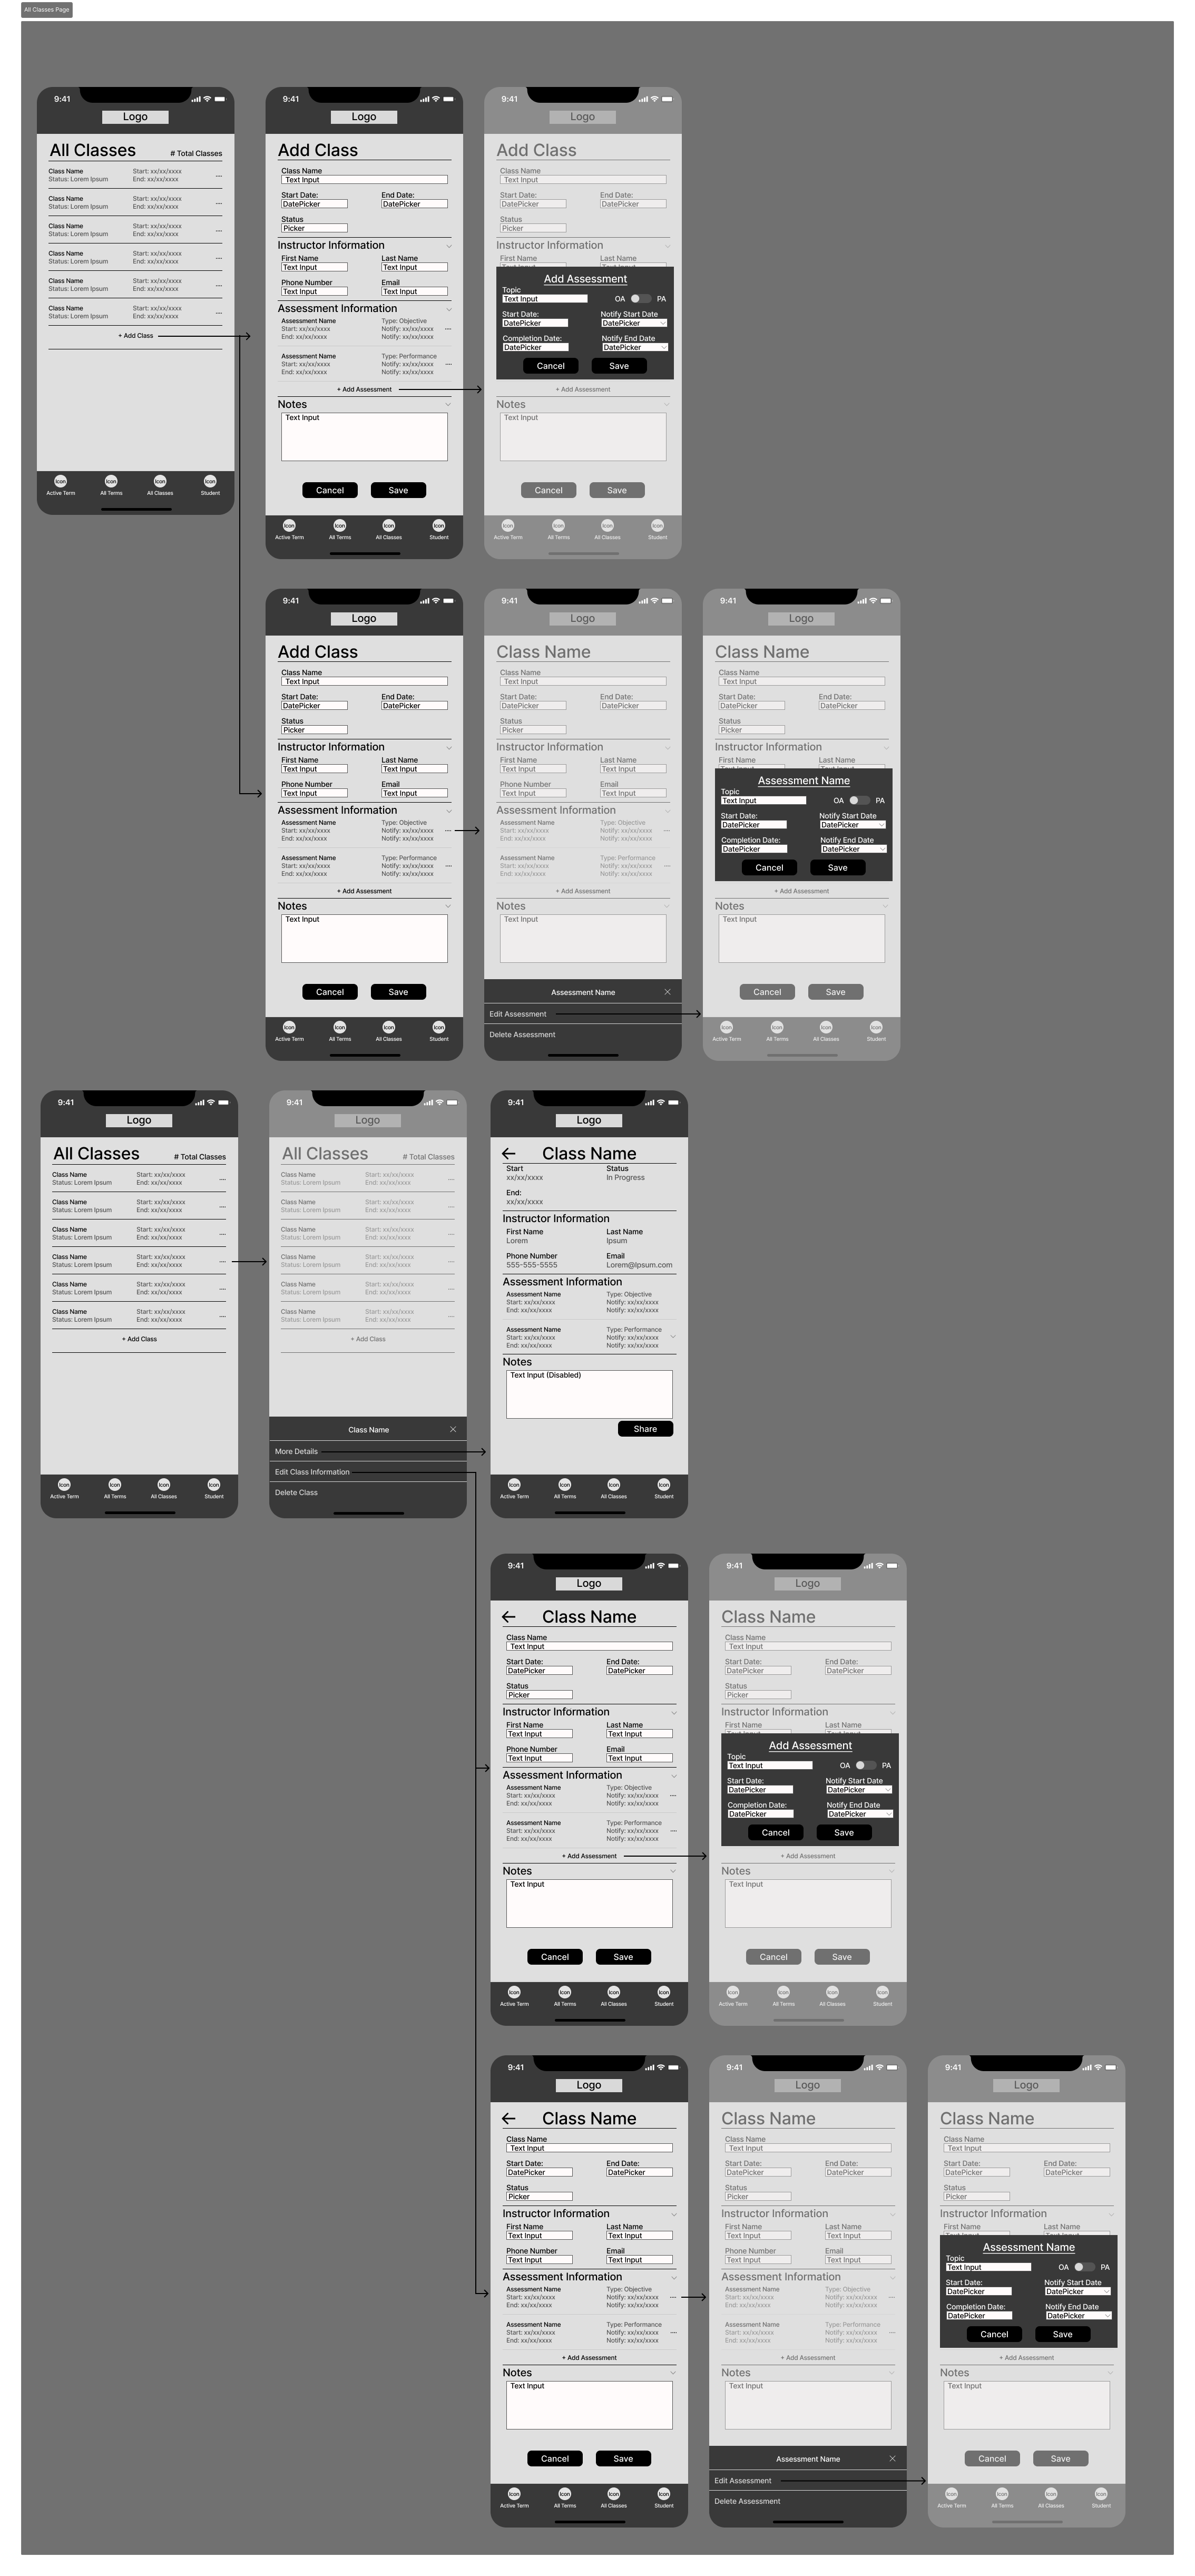 All Classes Page
9:41
Logo
All Classes
# Total Classes
Class Name Start: xx/xx/xxxx
Status: Lorem Ipsum End: xx/xx/xxxx
Class Name Start: xx/xx/xxxx
Status: Lorem Ipsum End: xx/xx/xxxx
Class Name Start: xx/xx/xxxx
Status: Lorem Ipsum End: xx/xx/xxxx
Class Name Start: xx/xx/xxxx
Status: Lorem Ipsum End: xx/xx/xxxx
Class Name Start: xx/xx/xxxx
Status: Lorem Ipsum End: xx/xx/xxxx
Class Name Start: xx/xx/xxxx
Status: Lorem Ipsum End: xx/xx/xxxx
+ Add Class
Icon Icon Icon Icon
Active Term All Terms All Classes Student
9:41
Logo
Add Class
Class Name
Text Input
Start Date: End Date:
DatePicker DatePicker
Status
Picker
Instructor Information
First Name Last Name
Text Input Text Input
Phone Number Email
Text Input Text Input
Assessment Information
Assessment Name Type: Objective
Start: xx/xx/xxxx Notify: xx/xx/xxxx
End: xx/xx/xxxx Notify: xx/xx/xxxx
Assessment Name Type: Performance
Start: xx/xx/xxxx Notify: xx/xx/xxxx
End: xx/xx/xxxx Notify: xx/xx/xxxx
+ Add Assessment
Notes
Text Input
Cancel Save
Icon Icon Icon Icon
Active Term All Terms All Classes Student
9:41
Logo
Add Class
Class Name
Text Input
Start Date: End Date:
DatePicker DatePicker
Status
Picker
Instructor Information
First Name Last Name
Add Assessment
Topic
Text Input OA PA
Start Date: Notify Start Date
DatePicker DatePicker
Completion Date: Notify End Date
DatePicker DatePicker
Cancel Save
+ Add Assessment
Notes
Text Input
Cancel Save
Icon Icon Icon Icon
Active Term All Terms All Classes Student
9:41
Logo
Add Class
Class Name
Text Input
Start Date: End Date:
DatePicker DatePicker
Status
Picker
Instructor Information
First Name Last Name
Text Input Text Input
Phone Number Email
Text Input Text Input
Assessment Information
Assessment Name Type: Objective
Start: xx/xx/xxxx Notify: xx/xx/xxxx
End: xx/xx/xxxx Notify: xx/xx/xxxx
Assessment Name Type: Performance
Start: xx/xx/xxxx Notify: xx/xx/xxxx
End: xx/xx/xxxx Notify: xx/xx/xxxx
+ Add Assessment
Notes
Text Input
Cancel Save
Icon Icon Icon Icon
Active Term All Terms All Classes Student
9:41
Logo
Class Name
Class Name
Text Input
Start Date: End Date:
DatePicker DatePicker
Status
Picker
Instructor Information
First Name Last Name
Text Input Text Input
Phone Number Email
Text Input Text Input
Assessment Information
Assessment Name Type: Objective
Start: xx/xx/xxxx Notify: xx/xx/xxxx
End: xx/xx/xxxx Notify: xx/xx/xxxx
Assessment Name Type: Performance
Start: xx/xx/xxxx Notify: xx/xx/xxxx
End: xx/xx/xxxx Notify: xx/xx/xxxx
+ Add Assessment
Notes
Text Input
Assessment Name
Edit Assessment
Delete Assessment
9:41
Logo
Class Name
Class Name
Text Input
Start Date: End Date:
DatePicker DatePicker
Status
Picker
Instructor Information
First Name Last Name
Assessment Name
Topic
Text Input OA PA
Start Date: Notify Start Date
DatePicker DatePicker
Completion Date: Notify End Date
DatePicker DatePicker
Cancel Save
+ Add Assessment
Notes
Text Input
Cancel Save
Icon Icon Icon Icon
Active Term All Terms All Classes Student
9:41
Logo
All Classes
# Total Classes
Class Name Start: xx/xx/xxxx
Status: Lorem Ipsum End: xx/xx/xxxx
Class Name Start: xx/xx/xxxx
Status: Lorem Ipsum End: xx/xx/xxxx
Class Name Start: xx/xx/xxxx
Status: Lorem Ipsum End: xx/xx/xxxx
Class Name Start: xx/xx/xxxx
Status: Lorem Ipsum End: xx/xx/xxxx
Class Name Start: xx/xx/xxxx
Status: Lorem Ipsum End: xx/xx/xxxx
Class Name Start: xx/xx/xxxx
Status: Lorem Ipsum End: xx/xx/xxxx
+ Add Class
Icon Icon Icon Icon
Active Term All Terms All Classes Student
9:41
Logo
All Classes
# Total Classes
Class Name Start: xx/xx/xxxx
Status: Lorem Ipsum End: xx/xx/xxxx
Class Name Start: xx/xx/xxxx
Status: Lorem Ipsum End: xx/xx/xxxx
Class Name Start: xx/xx/xxxx
Status: Lorem Ipsum End: xx/xx/xxxx
Class Name Start: xx/xx/xxxx
Status: Lorem Ipsum End: xx/xx/xxxx
Class Name Start: xx/xx/xxxx
Status: Lorem Ipsum End: xx/xx/xxxx
Class Name Start: xx/xx/xxxx
Status: Lorem Ipsum End: xx/xx/xxxx
+ Add Class
Class Name
More Details
Edit Class Information
Delete Class
9:41
Logo
Class Name
Start Status
xx/xx/xxxx In Progress
End:
xx/xx/xxxx
Instructor Information
First Name Last Name
Lorem Ipsum
Phone Number Email
555-555-5555 Lorem@Ipsum.com
Assessment Information
Assessment Name Type: Objective
Start: xx/xx/xxxx Notify: xx/xx/xxxx
End: xx/xx/xxxx Notify: xx/xx/xxxx
Assessment Name Type: Performance
Start: xx/xx/xxxx Notify: xx/xx/xxxx
End: xx/xx/xxxx Notify: xx/xx/xxxx
Notes
Text Input (Disabled)
Share
Icon Icon Icon Icon
Active Term All Terms All Classes Student
9:41
Logo
Class Name
Class Name
Text Input
Start Date: End Date:
DatePicker DatePicker
Status
Picker
Instructor Information
First Name Last Name
Text Input Text Input
Phone Number Email
Text Input Text Input
Assessment Information
Assessment Name Type: Objective
Start: xx/xx/xxxx Notify: xx/xx/xxxx
End: xx/xx/xxxx Notify: xx/xx/xxxx
Assessment Name Type: Performance
Start: xx/xx/xxxx Notify: xx/xx/xxxx
End: xx/xx/xxxx Notify: xx/xx/xxxx
+ Add Assessment
Notes
Text Input
Cancel Save
Icon Icon Icon Icon
Active Term All Terms All Classes Student
9:41
Logo
Class Name
Class Name
Text Input
Start Date: End Date:
DatePicker DatePicker
Status
Picker
Instructor Information
First Name Last Name
Add Assessment
Topic
Text Input OA PA
Start Date: Notify Start Date
DatePicker DatePicker
Completion Date: Notify End Date
DatePicker DatePicker
Cancel Save
+ Add Assessment
Notes
Text Input
Cancel Save
Icon Icon Icon Icon
Active Term All Terms All Classes Student
9:41
Logo
Class Name
Class Name
Text Input
Start Date: End Date:
DatePicker DatePicker
Status
Picker
Instructor Information
First Name Last Name
Text Input Text Input
Phone Number Email
Text Input Text Input
Assessment Information
Assessment Name Type: Objective
Start: xx/xx/xxxx Notify: xx/xx/xxxx
End: xx/xx/xxxx Notify: xx/xx/xxxx
Assessment Name Type: Performance
Start: xx/xx/xxxx Notify: xx/xx/xxxx
End: xx/xx/xxxx Notify: xx/xx/xxxx
+ Add Assessment
Notes
Text Input
Cancel Save
Icon Icon Icon Icon
Active Term All Terms All Classes Student
9:41
Logo
Class Name
Class Name
Text Input
Start Date: End Date:
DatePicker DatePicker
Status
Picker
Instructor Information
First Name Last Name
Text Input Text Input
Phone Number Email
Text Input Text Input
Assessment Information
Assessment Name Type: Objective
Start: xx/xx/xxxx Notify: xx/xx/xxxx
End: xx/xx/xxxx Notify: xx/xx/xxxx
Assessment Name Type: Performance
Start: xx/xx/xxxx Notify: xx/xx/xxxx
End: xx/xx/xxxx Notify: xx/xx/xxxx
+ Add Assessment
Notes
Text Input
Assessment Name
Edit Assessment
Delete Assessment
9:41
Logo
Class Name
Class Name
Text Input
Start Date: End Date:
DatePicker DatePicker
Status
Picker
Instructor Information
First Name Last Name
Assessment Name
Topic
Text Input OA PA
Start Date: Notify Start Date
DatePicker DatePicker
Completion Date: Notify End Date
DatePicker DatePicker
Cancel Save
+ Add Assessment
Notes
Text Input
Cancel Save
Icon Icon Icon Icon
Active Term All Terms All Classes Student